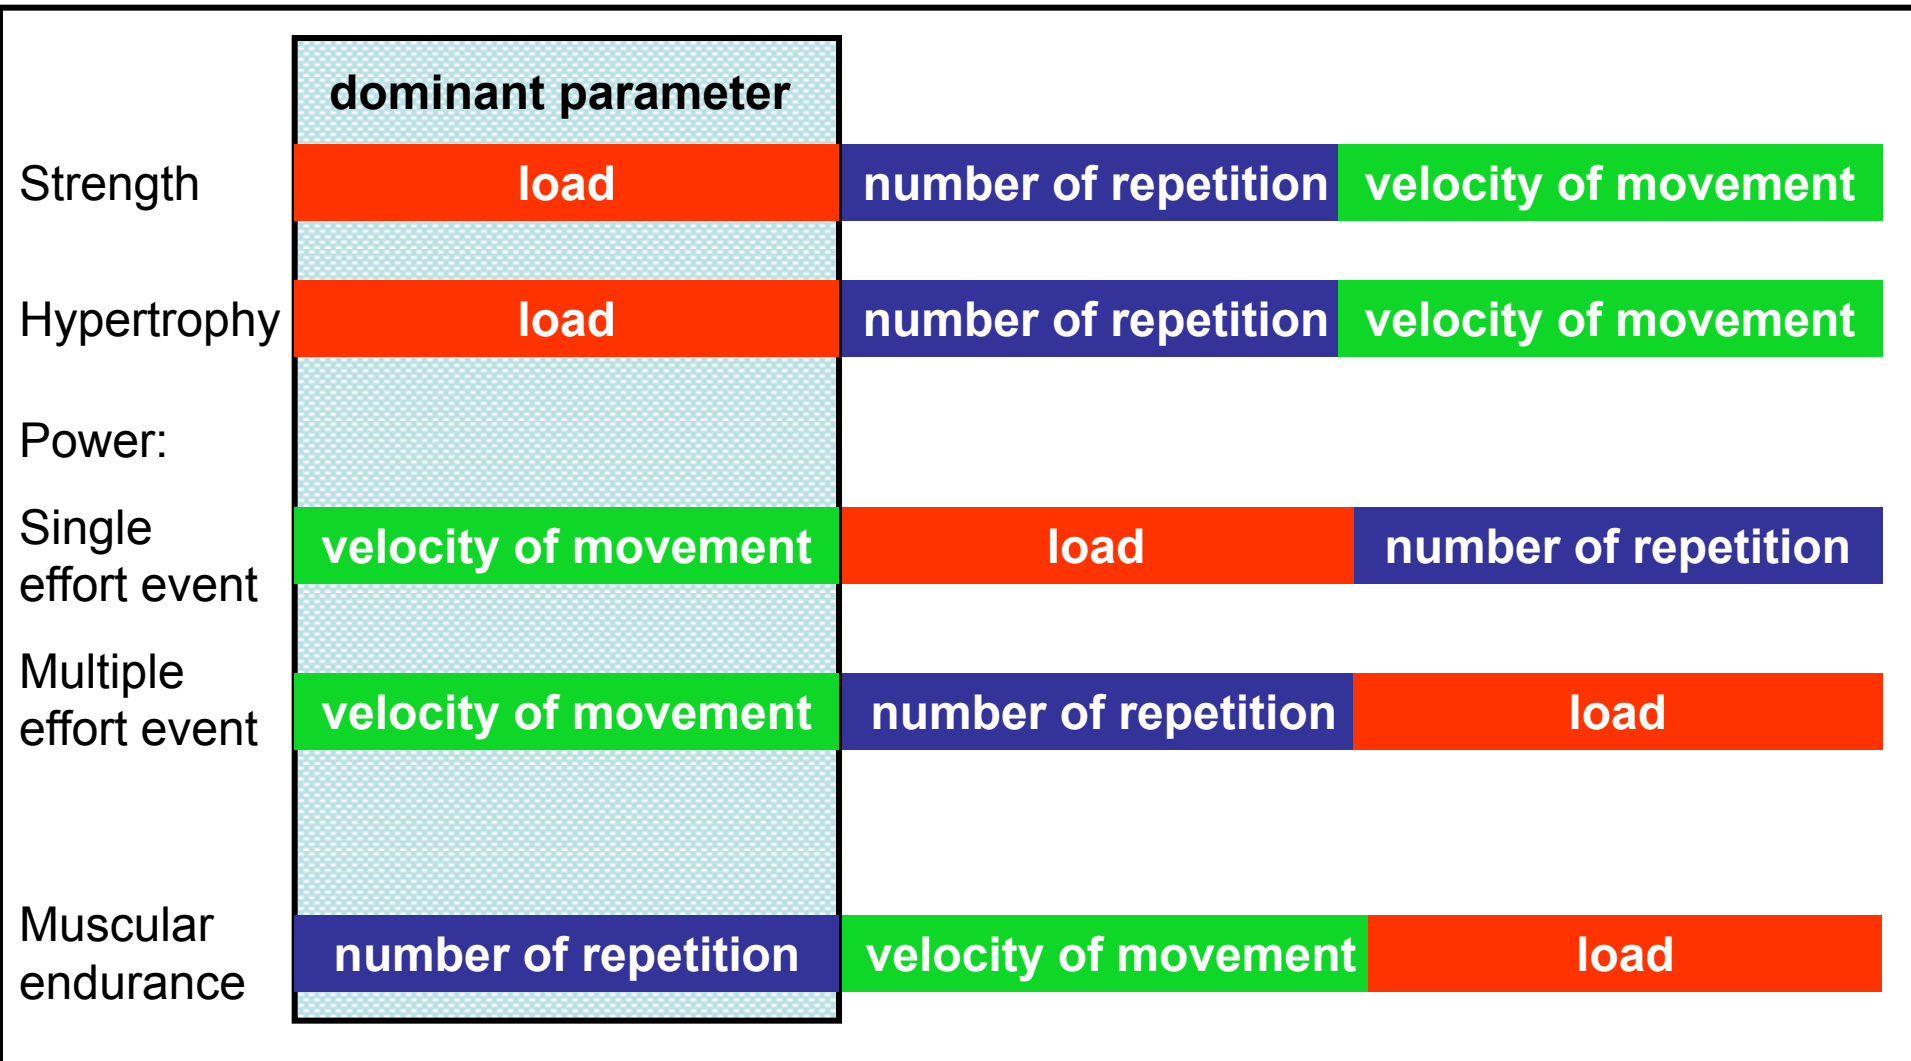 dominant parameter
Strength load number of repetition velocity of movement
Hypertrophy load number of repetition velocity of movement
Power:
Single
effort event velocity of movement load number of repetition
Multiple
effort event velocity of movement number of repetition load
Muscular
endurance number of repetition velocity of movement load